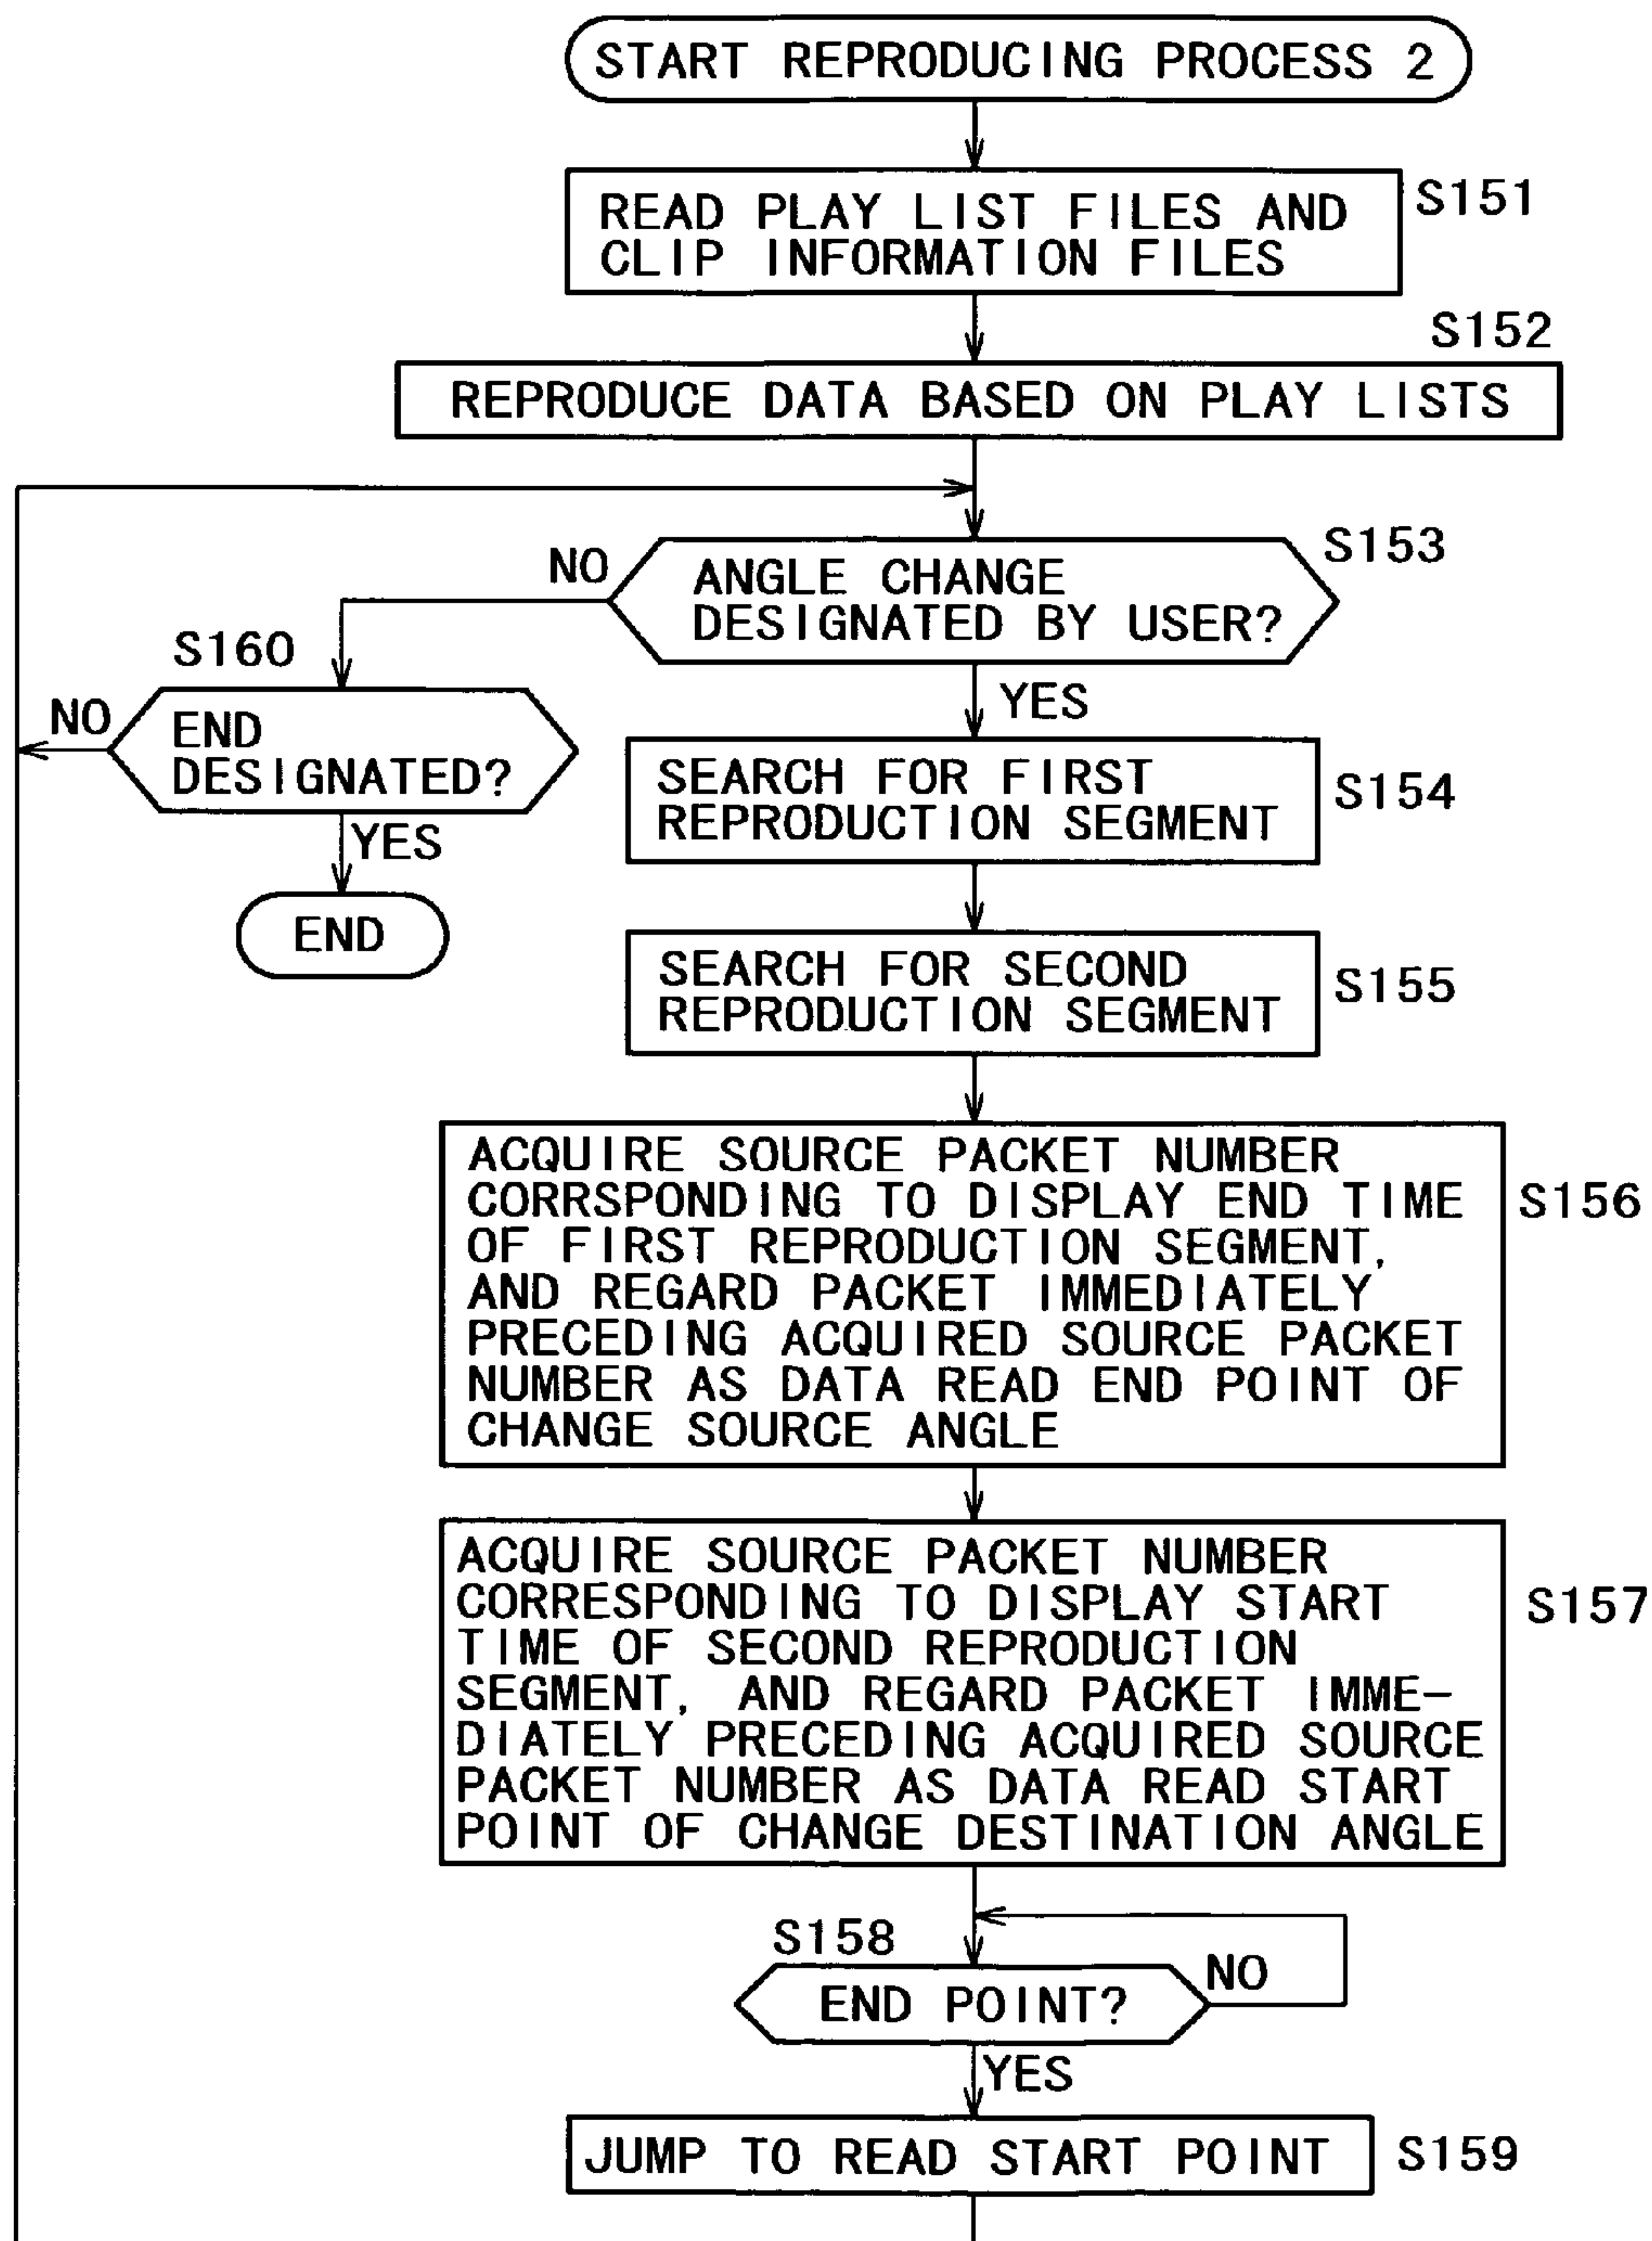 START REPRODUCING PROCESS 2
READ PLAY LIST FILES AND
CLIP INFORMATION FILES
S151
S152
REPRODUCE DATA BASED ON PLAY LISTS
S153
NO
ANGLE CHANGE
DESIGNATED BY USER?
S160
NO
END
DESIGNATED?
YES
YES
END
SEARCH FOR FIRST
REPRODUCTION SEGMENT
S154
SEARCH FOR SECOND
REPRODUCTION SEGMENT
S155
ACQUIRE SOURCE PACKET NUMBER
CORRSPONDING TO DISPLAY END TIME
OF FIRST REPRODUCTION SEGMENT,
AND REGARD PACKET IMMEDIATELY
PRECEDING ACQUIRED SOURCE PACKET
NUMBER AS DATA READ END POINT OF
CHANGE SOURCE ANGLE
S156
ACQUIRE SOURCE PACKET NUMBER
CORRESPONDING TO DISPLAY START
TIME OF SECOND REPRODUCTION
SEGMENT, AND REGARD PACKET IMME-
DIATELY PRECEDING ACQUIRED SOURCE
PACKET NUMBER AS DATA READ START
POINT OF CHANGE DESTINATION ANGLE
S157
S158
END POINT?
NO
YES
JUMP TO READ START POINT
S159